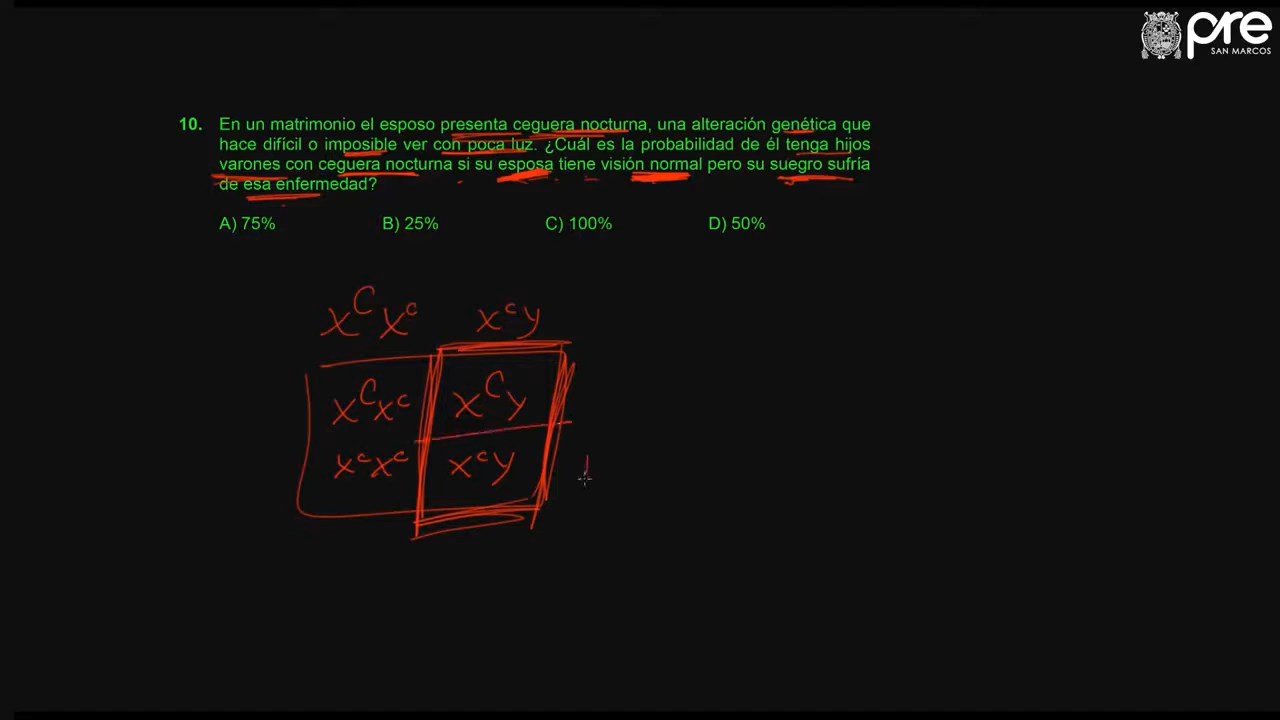 pre
SAN MARCOS
10. En un matrimonio el esposo presenta ceguera nocturna, una alteración genética que
hace difícil o imposible ver con poca luz. ¿Cuál es la probabilidad de él tenga hijos
varones con ceguera nocturna si su esposa tiene visión normal pero su suegro sufría
de esa enfermedad?
A) 75% B) 25% C) 100% D) 50%
X^C X^c X^c y
X^C X^c X^C y
X^c X^c X^c y